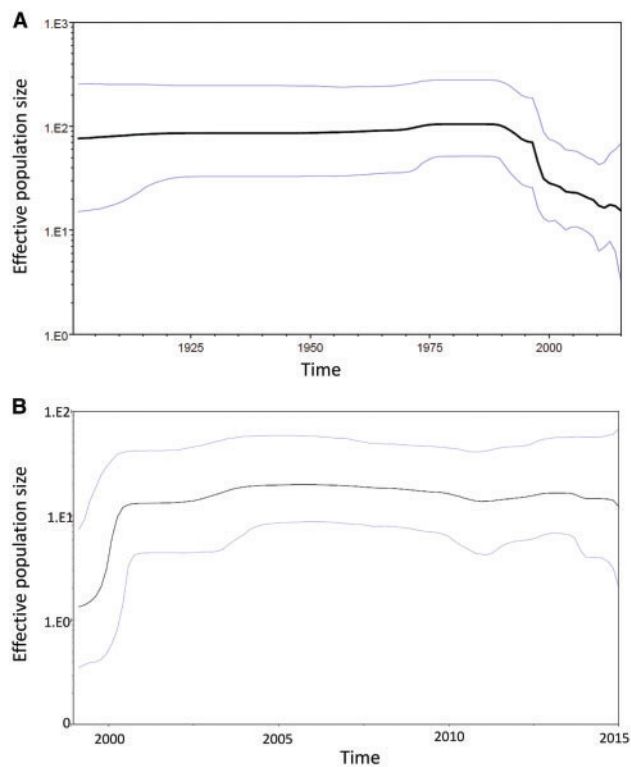 A
1.E3
1.E2
1.E1
1.E0
Effective population size
1925
1950
1975
2000
Time
B
1.E2
1.E1
1.E0
0
Effective population size
2000
2005
2010
2015
Time